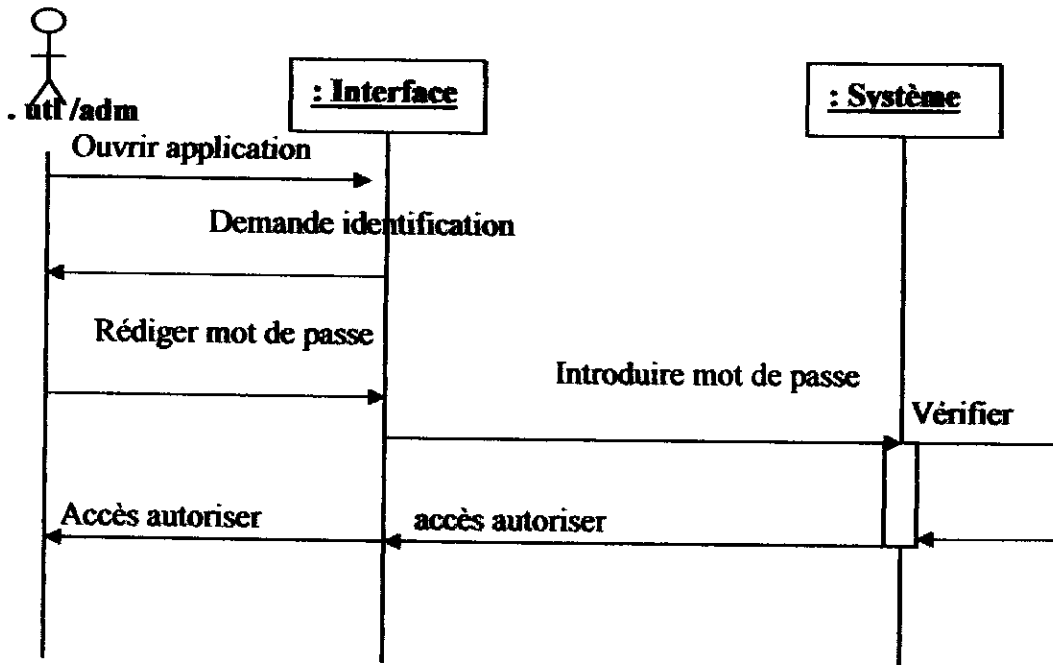 : Interface
: Système
. utl /adm
Ouvrir application
Demande identification
Rédiger mot de passe
Introduire mot de passe
Vérifier
Accès autoriser
accès autoriser